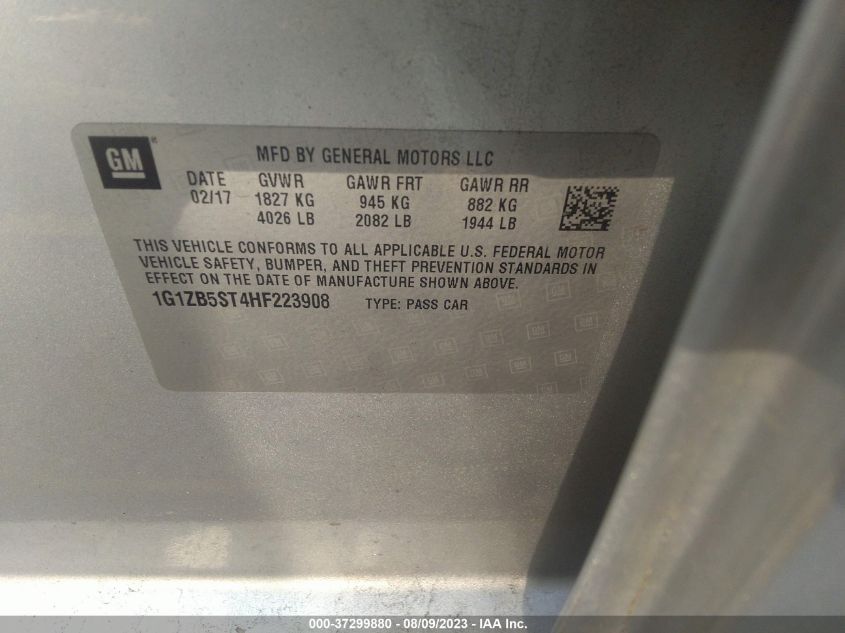 GM
MFD BY GENERAL MOTORS LLC
DATE GVWR GAWR FRT GAWR RR
02/17 1827 KG 945 KG 882 KG
4026 LB 2082 LB 1944 LB
THIS VEHICLE CONFORMS TO ALL APPLICABLE U.S. FEDERAL MOTOR
VEHICLE SAFETY, BUMPER, AND THEFT PREVENTION STANDARDS IN
EFFECT ON THE DATE OF MANUFACTURE SHOWN ABOVE.
1G1ZB5ST4HF223908 TYPE: PASS CAR
000-37299880 - 08/09/2023 - IAA Inc.